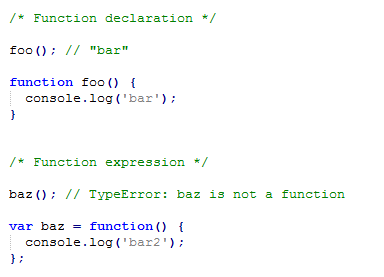 /* Function declaration */
foo(); // "bar"
function foo() {
  console.log('bar');
}
/* Function expression */
baz(); // TypeError: baz is not a function
var baz = function() {
  console.log('bar2');
};